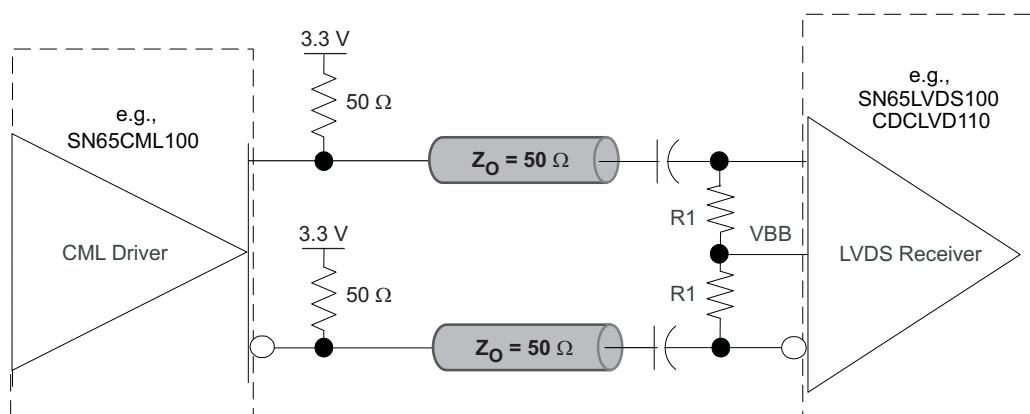 3.3 V
50 Ω
e.g.,
SN65CML100
e.g.,
SN65LVDS100
CDCLVD110
Z_O = 50 Ω
R1
3.3 V
VBB
CML Driver
LVDS Receiver
50 Ω
R1
Z_O = 50 Ω